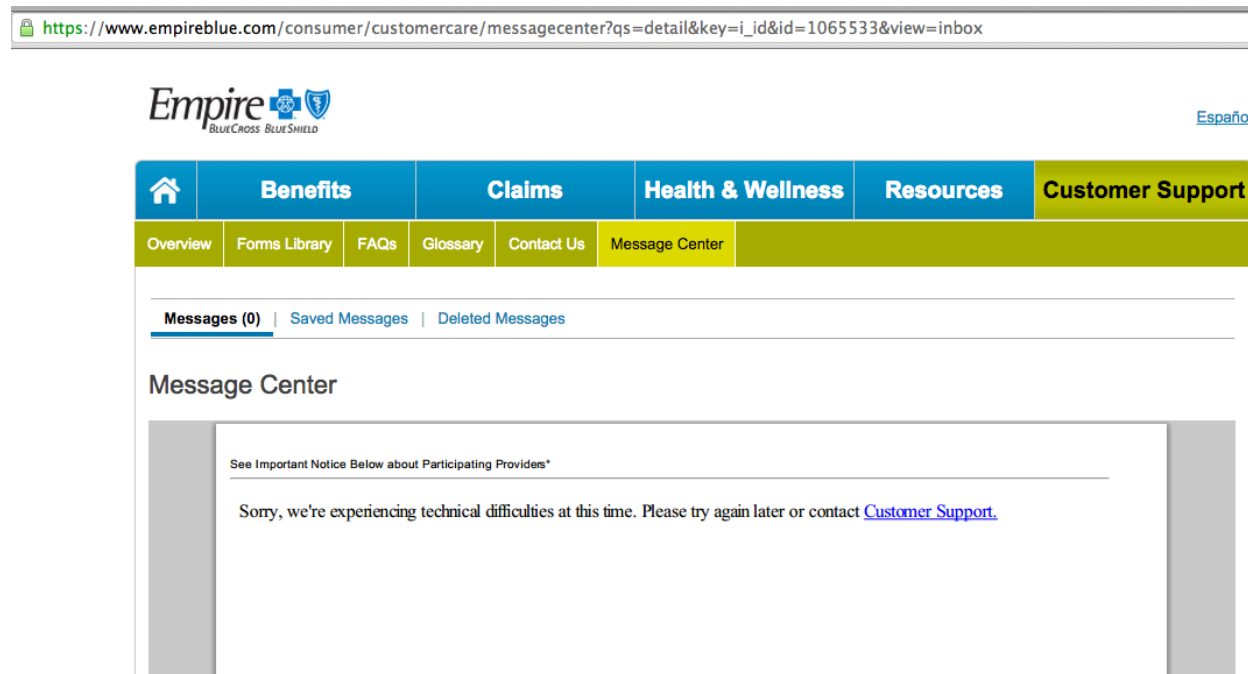 https://www.empireblue.com/consumer/customercare/messagecenter?qs=detail&key=i_id&id=1065533&view=inbox
Empire
BLUECROSS BLUESHIELD
Españo
Benefits Claims Health & Wellness Resources Customer Support
Overview Forms Library FAQs Glossary Contact Us Message Center
Messages (0) | Saved Messages | Deleted Messages
Message Center
See Important Notice Below about Participating Providers*
Sorry, we're experiencing technical difficulties at this time. Please try again later or contact Customer Support.